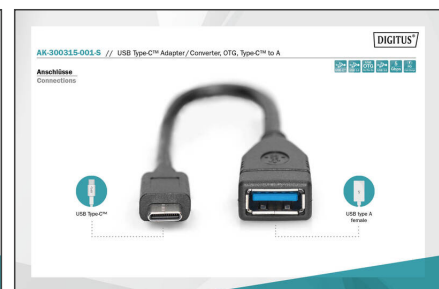 DIGITUS®
AK-300315-001-S // USB Type-C™ Adapter/Converter, OTG, Type-C™ to A
Anschlüsse
Connections
OTG
USB Type-C™
USB type A
female